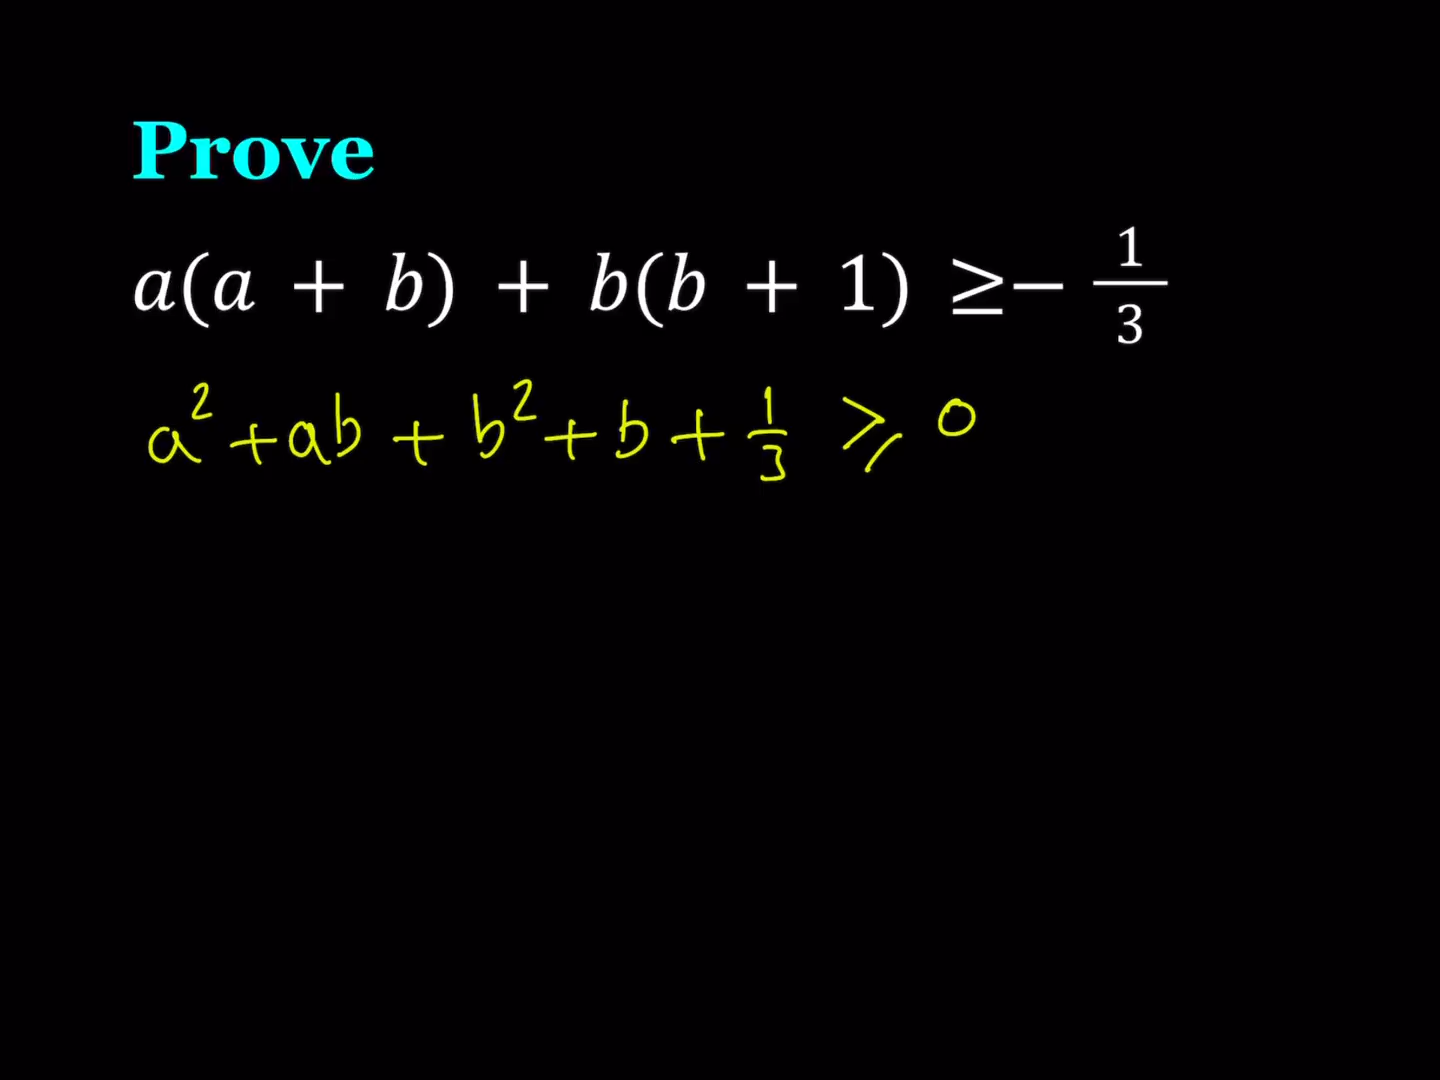 Prove
a(a + b) + b(b + 1) ≥− 1/3
a² + ab + b² + b + 1/3 ⩾ 0